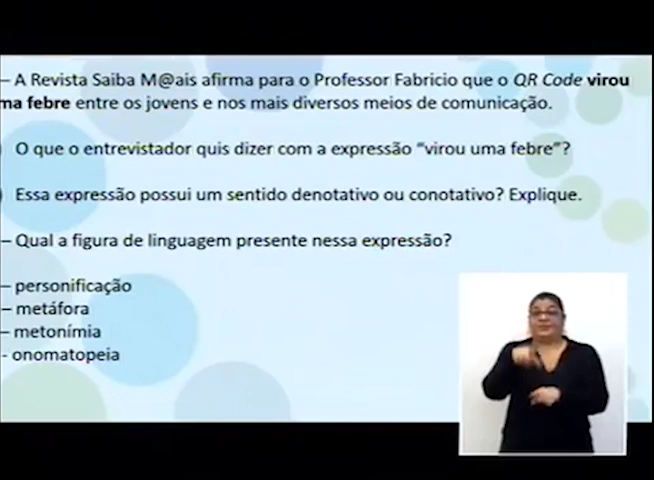 – A Revista Saiba M@ais afirma para o Professor Fabricio que o QR Code virou
ma febre entre os jovens e nos mais diversos meios de comunicação.
) O que o entrevistador quis dizer com a expressão “virou uma febre”?
) Essa expressão possui um sentido denotativo ou conotativo? Explique.
– Qual a figura de linguagem presente nessa expressão?
– personificação
– metáfora
– metonímia
- onomatopeia